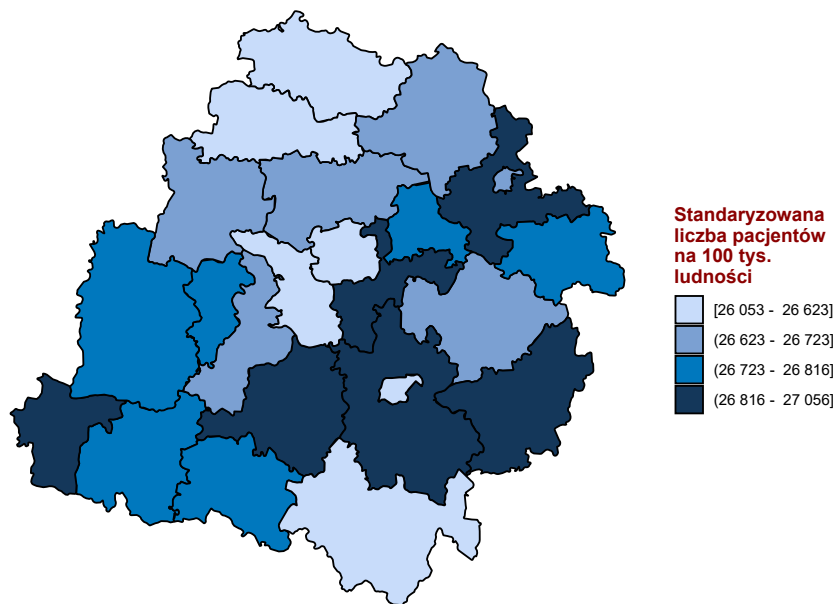 Standaryzowana
liczba pacjentów
na 100 tys.
ludności
[26 053 - 26 623]
(26 623 - 26 723]
(26 723 - 26 816]
(26 816 - 27 056]